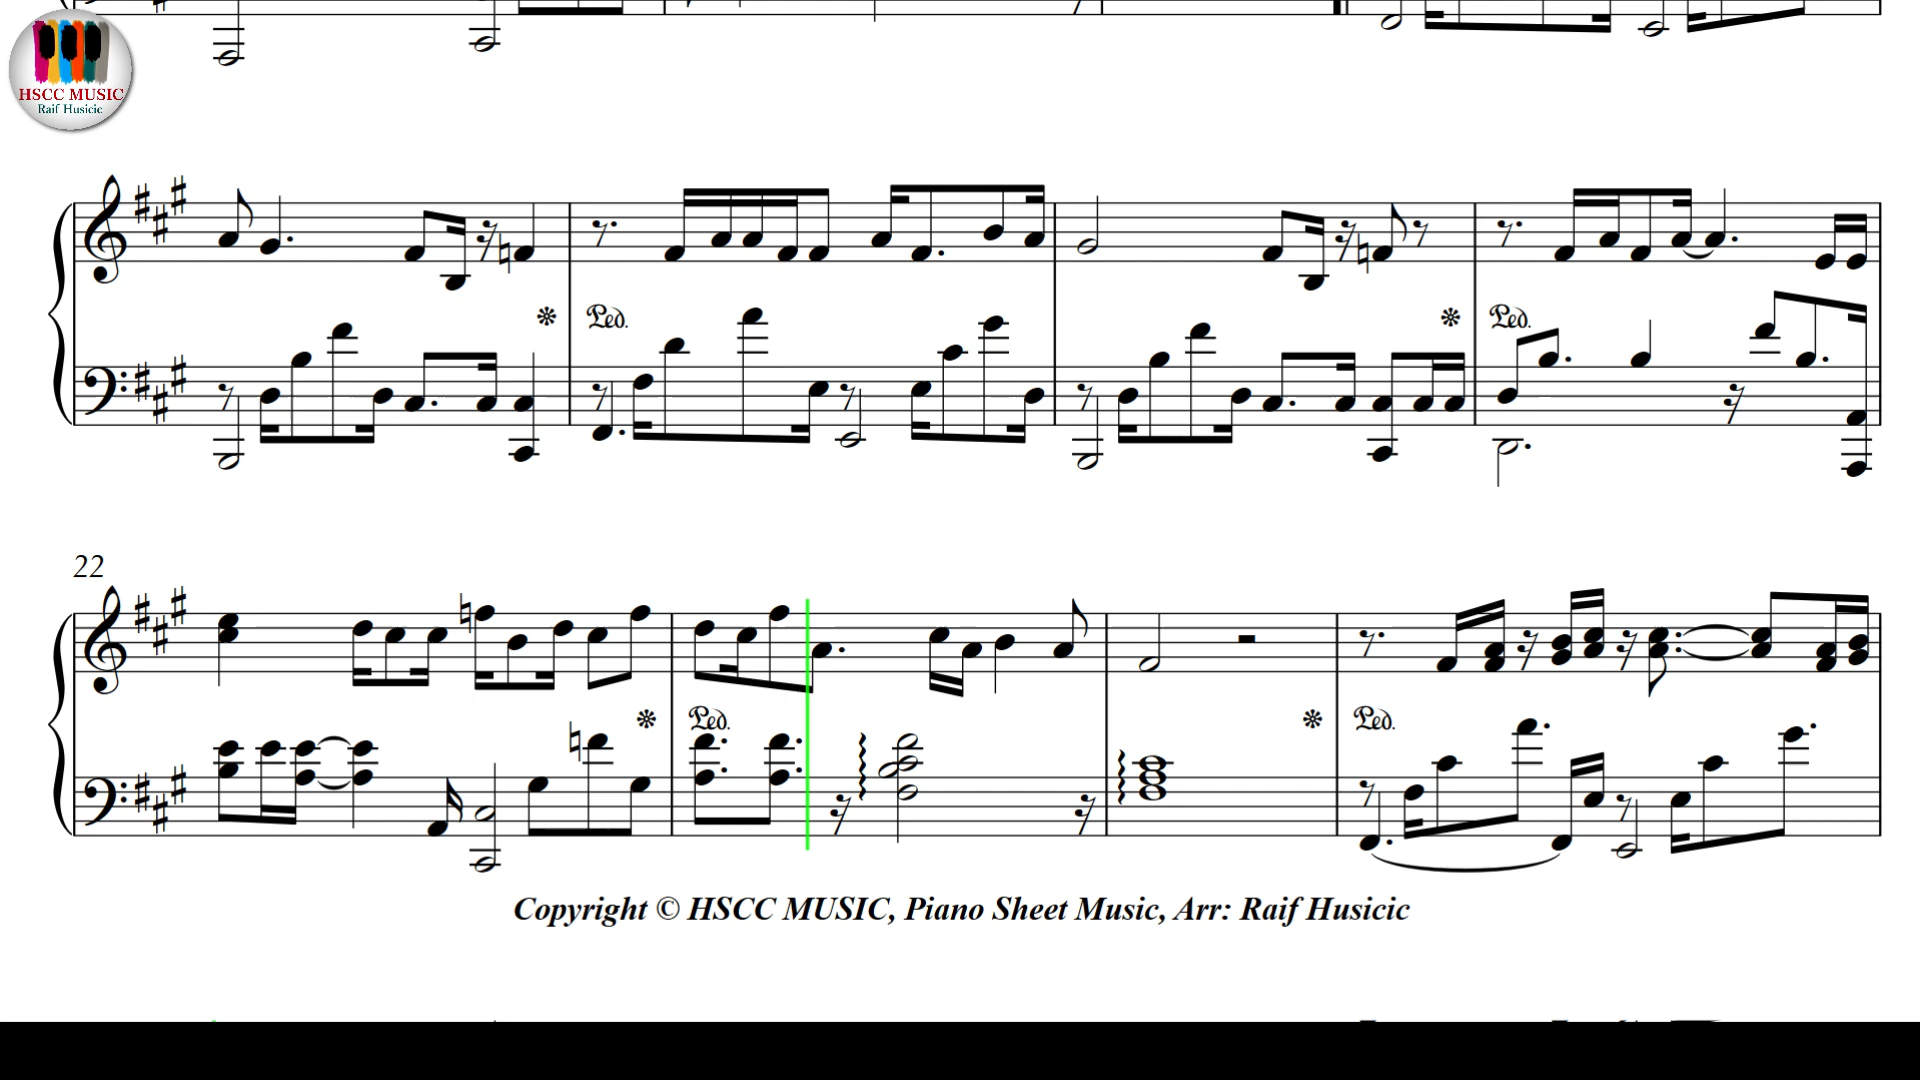 HSCC MUSIC
Raif Husicic
Ped.
Ped.
22
Ped.
Ped.
Copyright © HSCC MUSIC, Piano Sheet Music, Arr: Raif Husicic